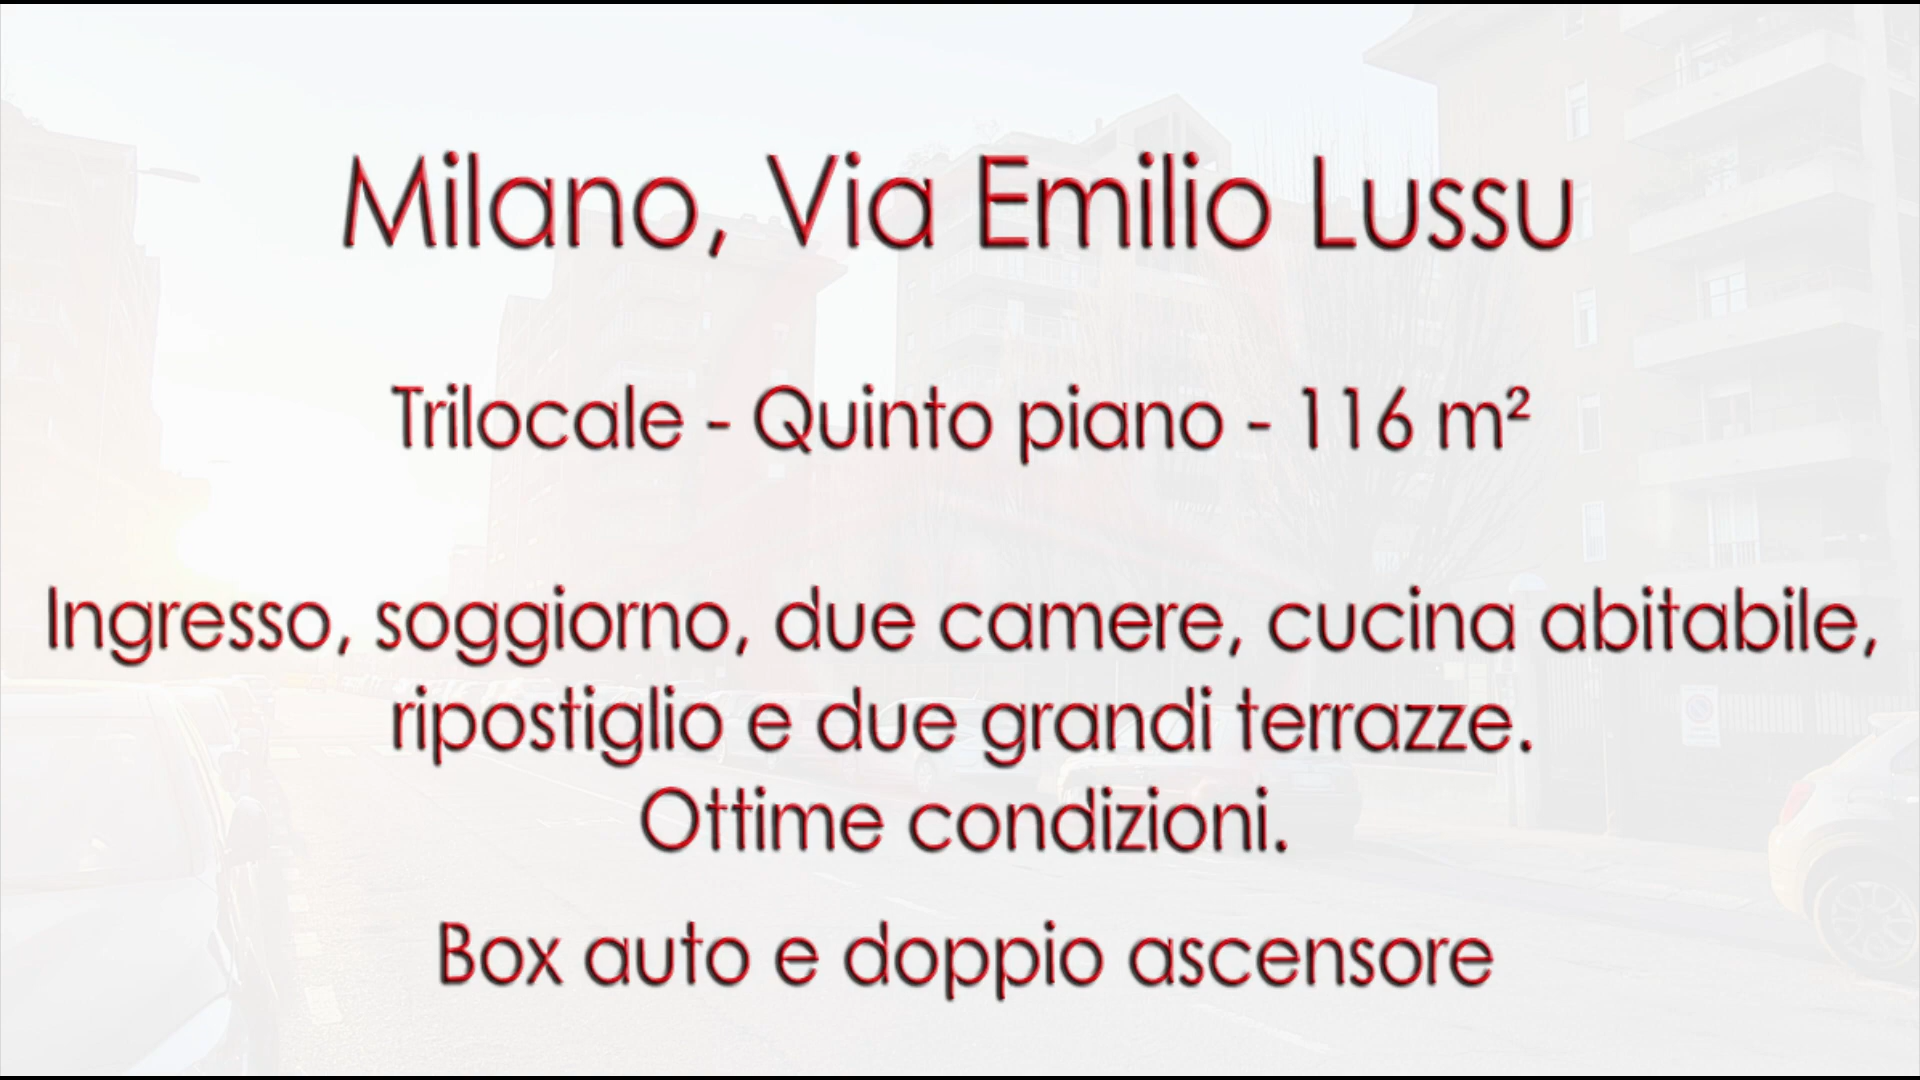 Milano, Via Emilio Lussu
Trilocale - Quinto piano - 116 m²
Ingresso, soggiorno, due camere, cucina abitabile,
ripostiglio e due grandi terrazze.
Ottime condizioni.
Box auto e doppio ascensore